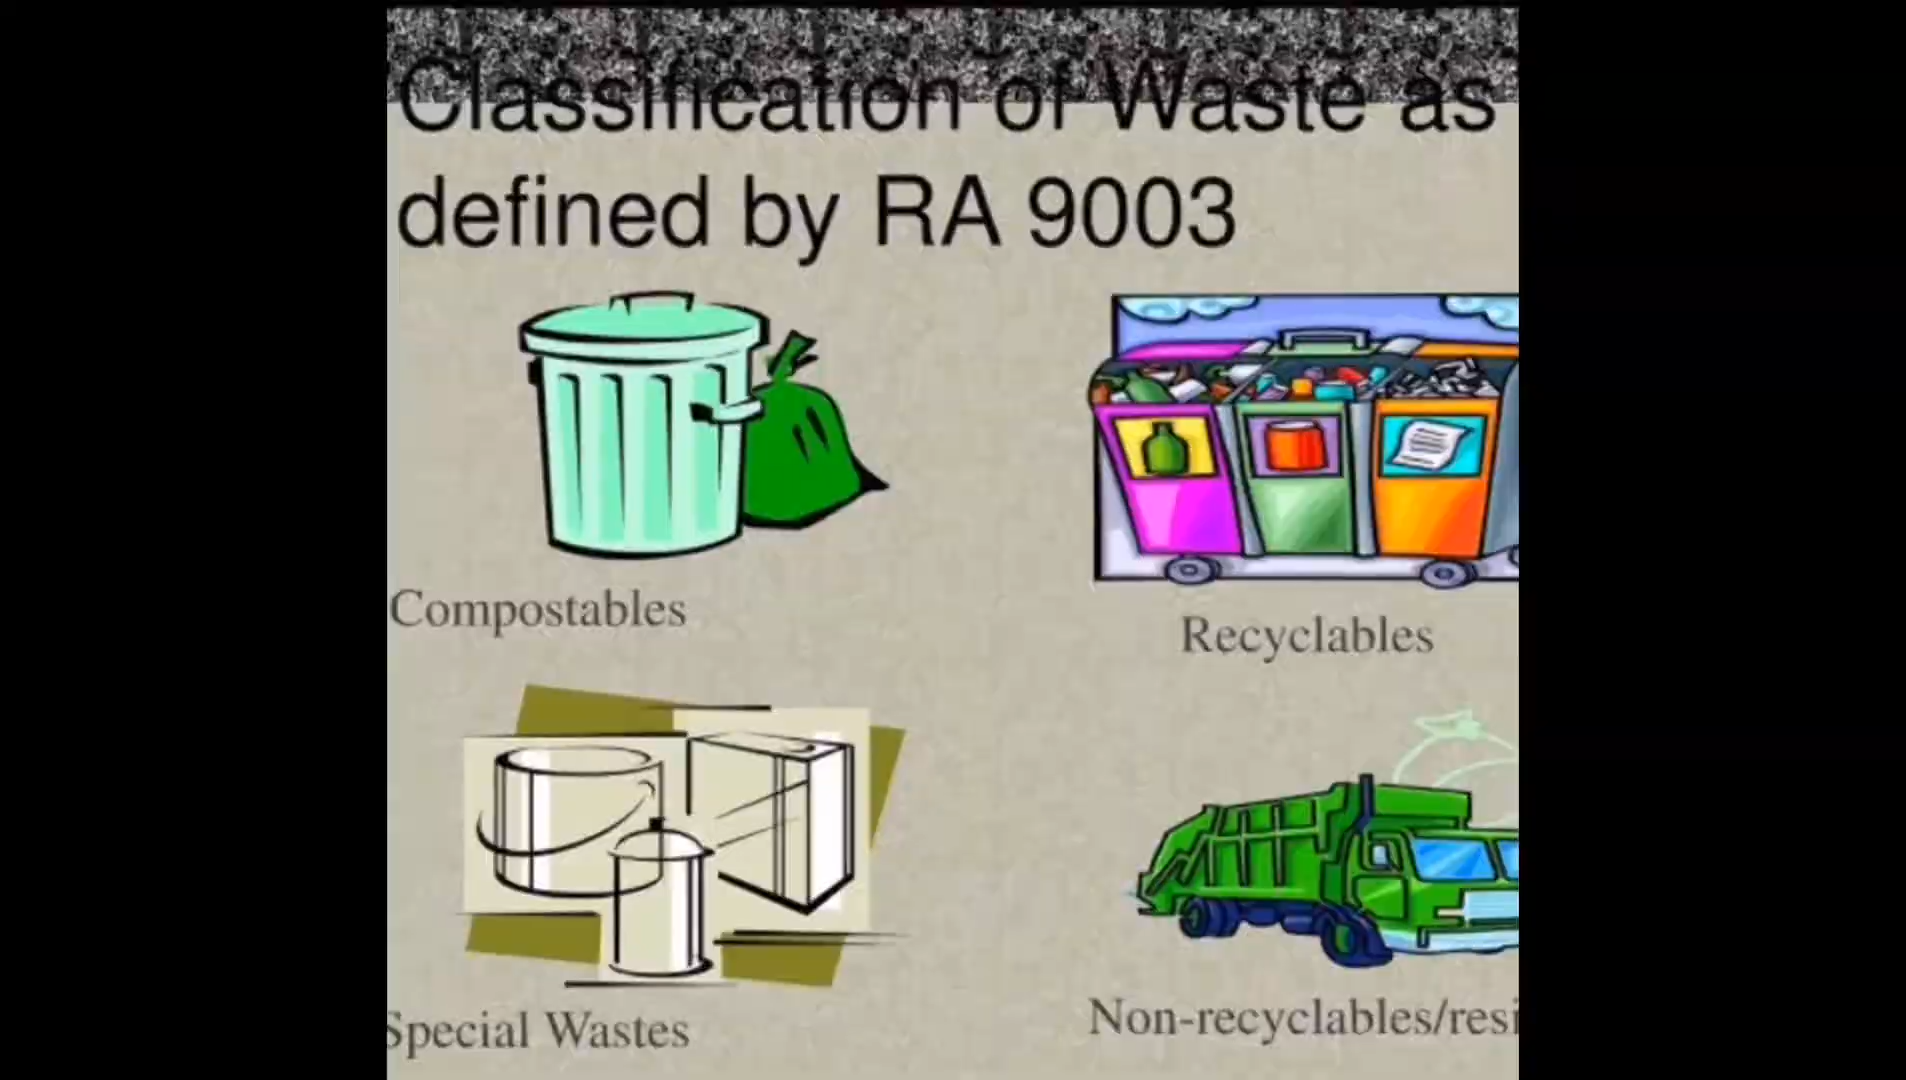 Classification of Waste as
defined by RA 9003
Compostables
Recyclables
Special Wastes
Non-recyclables/resi